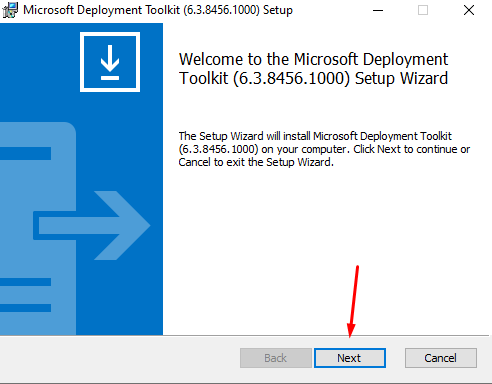 Microsoft Deployment Toolkit (6.3.8456.1000) Setup
Welcome to the Microsoft Deployment
Toolkit (6.3.8456.1000) Setup Wizard
The Setup Wizard will install Microsoft Deployment Toolkit
(6.3.8456.1000) on your computer. Click Next to continue or
Cancel to exit the Setup Wizard.
Back
Next
Cancel